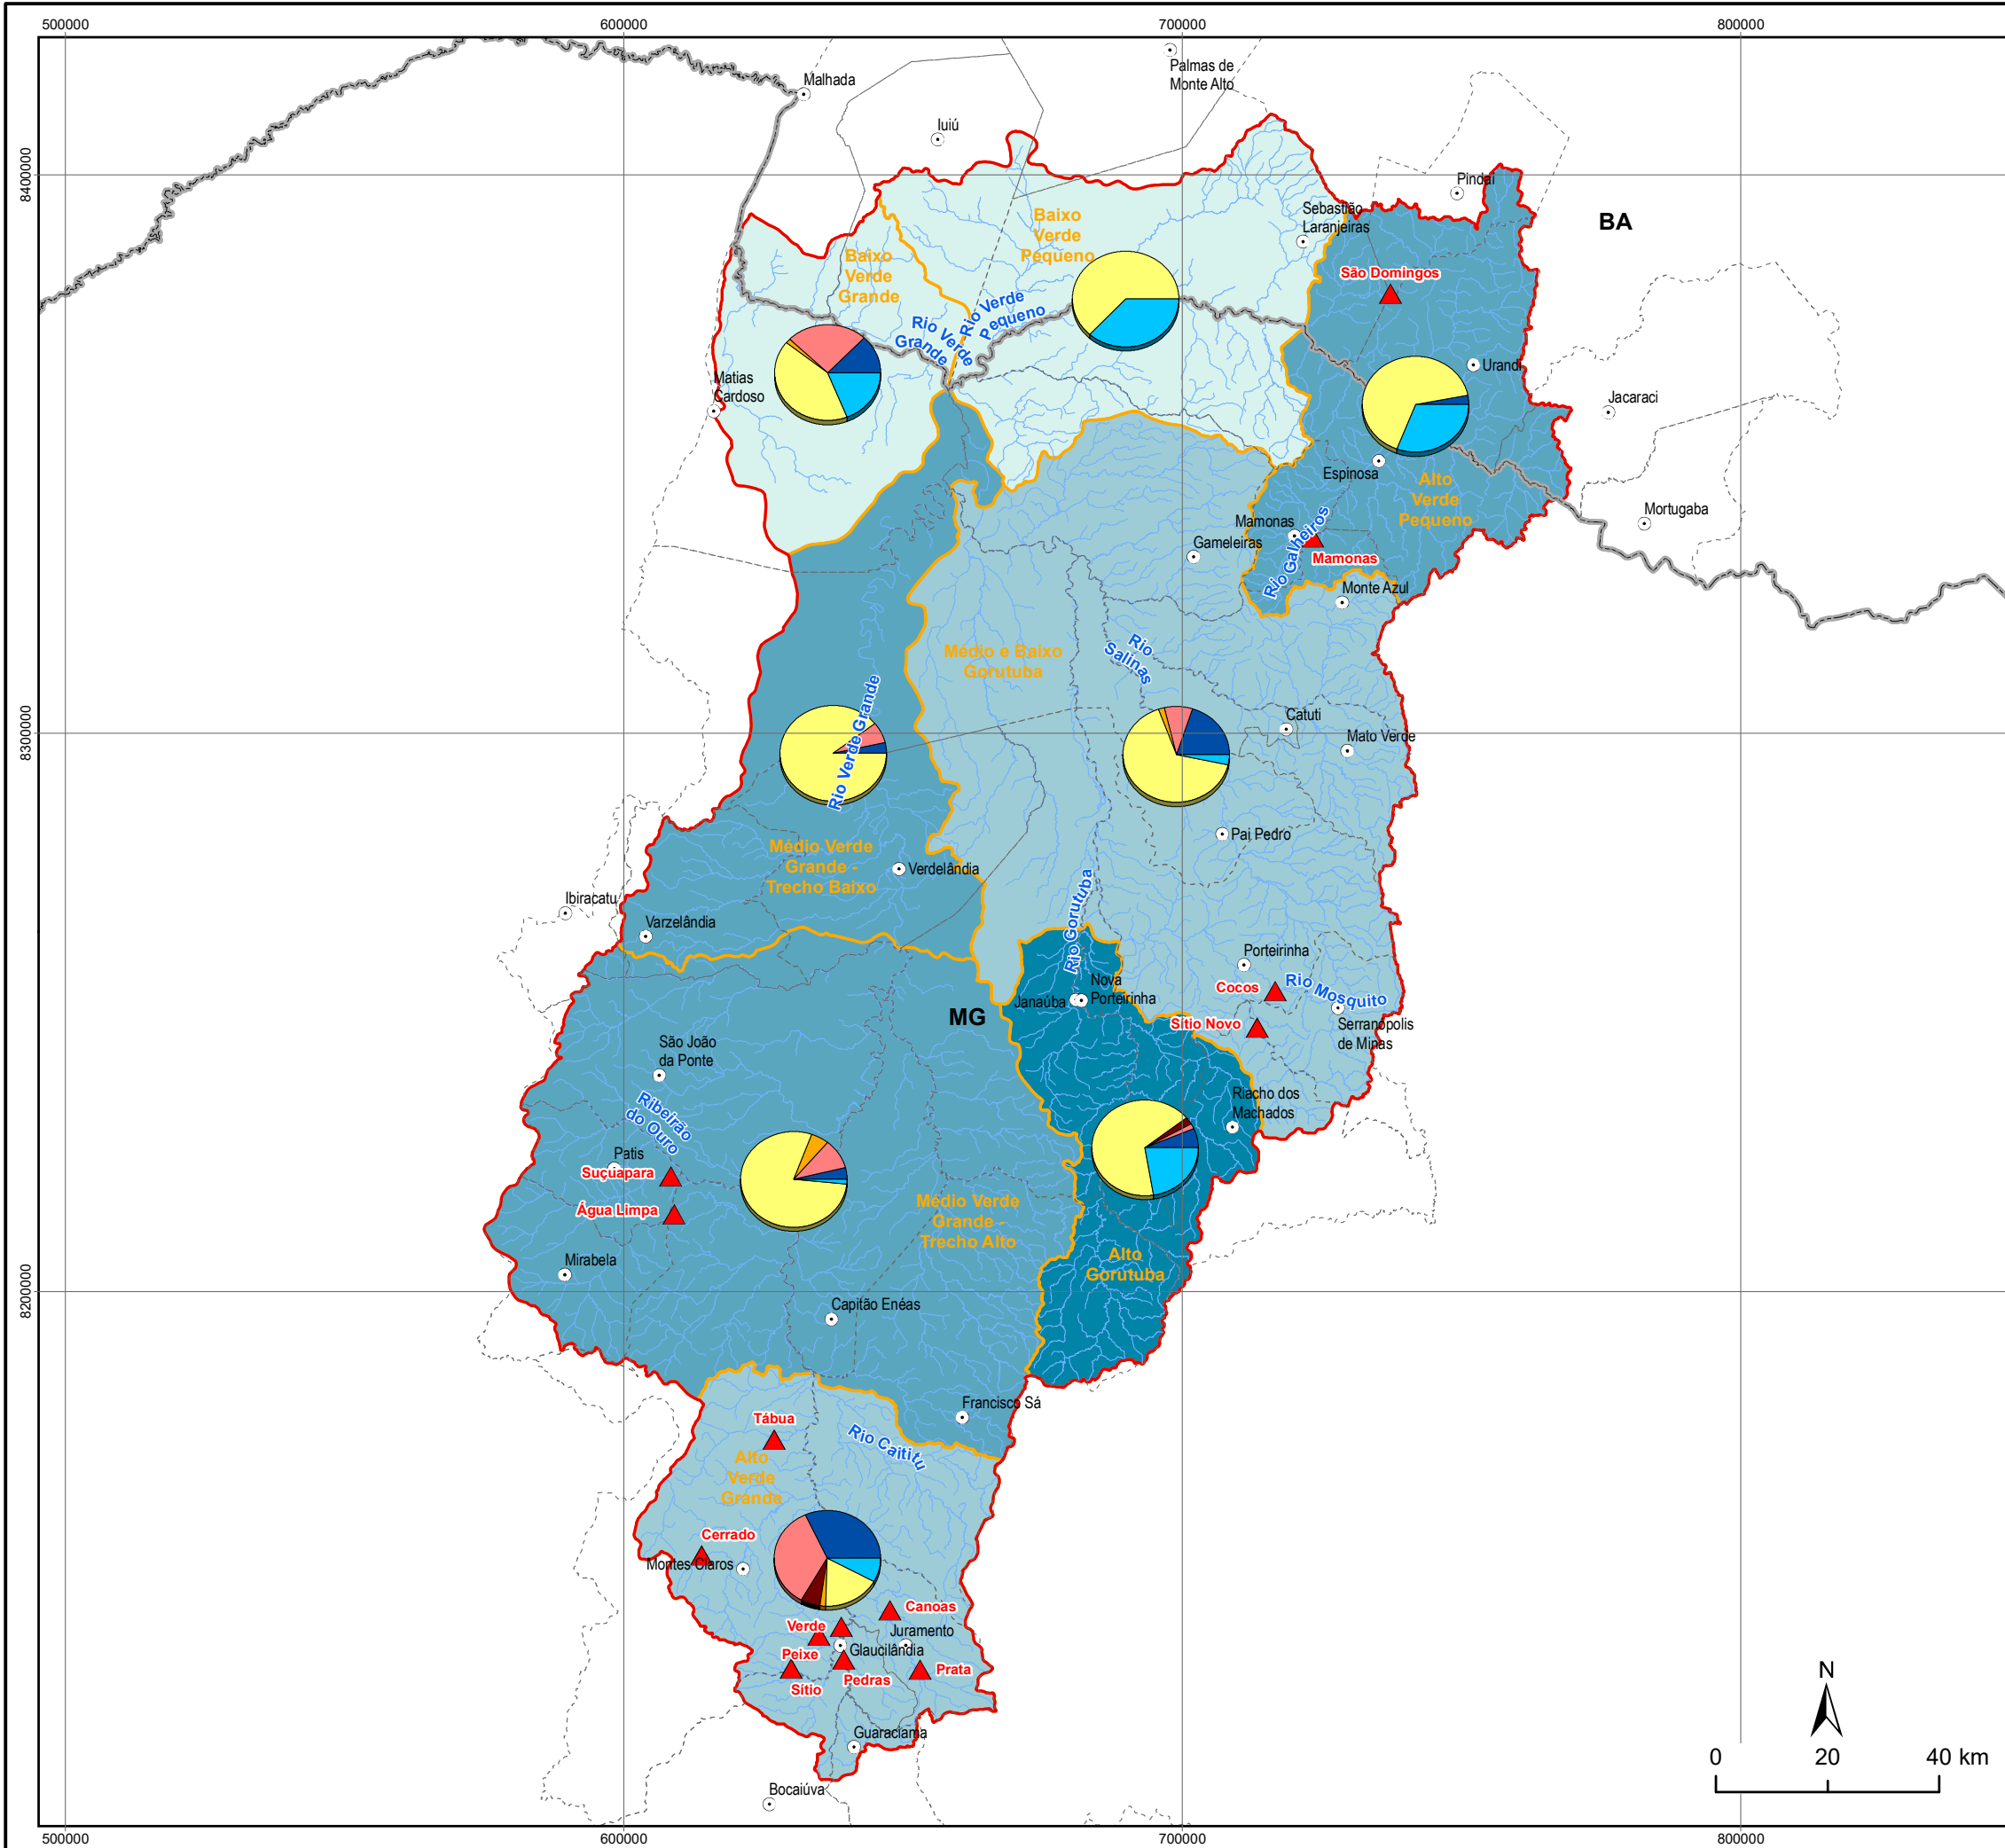 500000
600000
700000
800000
Malhada
Palmas de
Monte Alto
Iuiú
8400000
Pindaí
BA
Sebastião
Laranjeiras
Baixo
Verde
Pequeno
Baixo
Verde
Grande
São Domingos
Rio Verde
Pequeno
Rio Verde
Grande
Urandi
Matias
Cardoso
Jacaraci
Espinosa
Alto
Verde
Pequeno
Mortugaba
Mamonas
Gameleiras
Rio Galheiros
Mamonas
Monte Azul
Médio e Baixo
Gorutuba
Rio
Salinas
Rio Verde Grande
8300000
Catuti
Mato Verde
Pai Pedro
Médio Verde
Grande -
Trecho Baixo
Verdelândia
Ibiracatu
Varzelândia
Rio Gorutuba
Porteirinha
Cocos
Rio Mosquito
Nova
Porteirinha
Janaúba
MG
Sítio Novo
Serranópolis
de Minas
São João
da Ponte
Riacho dos
Machados
Ribeirão
do Ouro
Patis
Suçuapara
Água Limpa
Médio Verde
Grande -
Trecho Alto
Alto
Gorutuba
Mirabela
8200000
Capitão Enéas
Francisco Sá
Tábua
Rio Caititu
Alto
Verde
Grande
Cerrado
Montes Claros
Canoas
Verde
Juramento
Glaucilândia
Peixe
Pedras
Prata
Sítio
Guaraciama
Bocaiúva
N
0
20
40 km
500000
600000
700000
800000